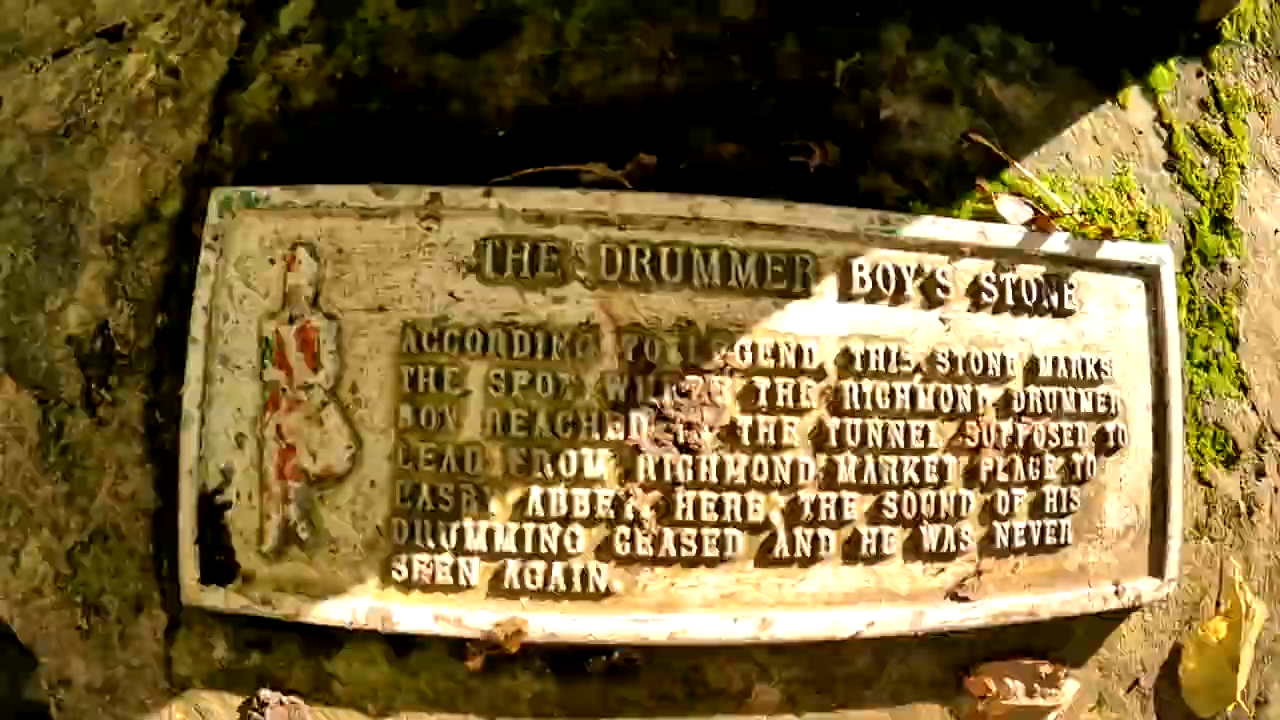 THE DRUMMER BOY'S STONE
ACCORDING TO LEGEND THIS STONE MARKS
THE SPOT WHERE THE RICHMOND DRUMMER
BOY REACHED IN THE TUNNEL SUPPOSED TO
LEAD FROM RICHMOND MARKET PLACE TO
EASBY ABBEY. HERE THE SOUND OF HIS
DRUMMING CEASED AND HE WAS NEVER
SEEN AGAIN.